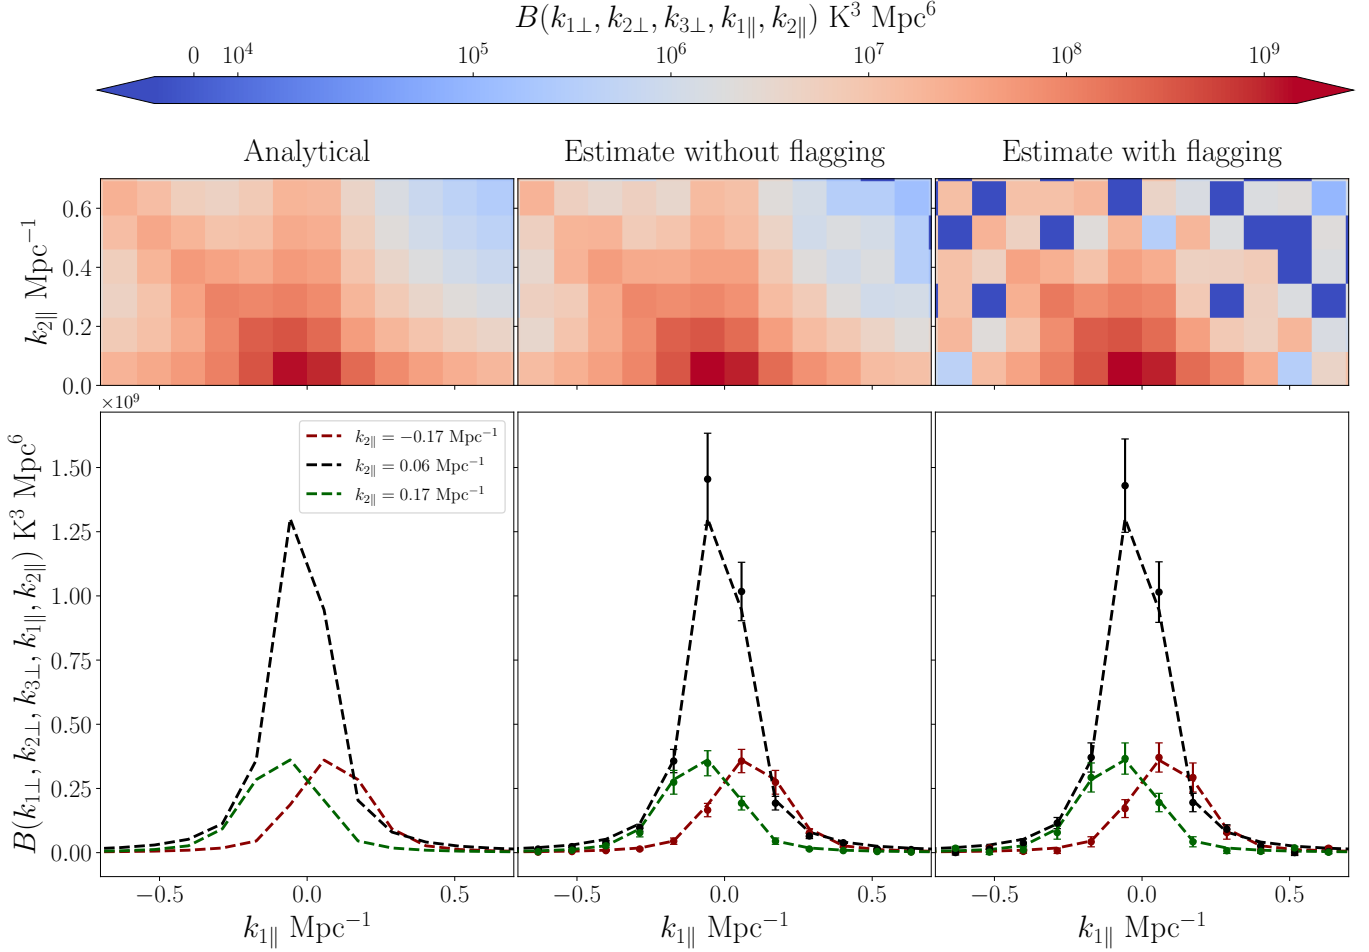 B(k₁⊥, k₂⊥, k₃⊥, k₁∥, k₂∥) K³ Mpc⁶
0 10⁴ 10⁵ 10⁶ 10⁷ 10⁸ 10⁹
Analytical
Estimate without flagging
Estimate with flagging
k₂∥ Mpc⁻¹
0.6
0.4
0.2
0.0
×10⁹
B(k₁⊥, k₂⊥, k₃⊥, k₁∥, k₂∥) K³ Mpc⁶
1.50
1.25
1.00
0.75
0.50
0.25
0.00
k₂∥ = −0.17 Mpc⁻¹
k₂∥ = 0.06 Mpc⁻¹
k₂∥ = 0.17 Mpc⁻¹
−0.5 0.0 0.5
−0.5 0.0 0.5
−0.5 0.0 0.5
k₁∥ Mpc⁻¹
k₁∥ Mpc⁻¹
k₁∥ Mpc⁻¹